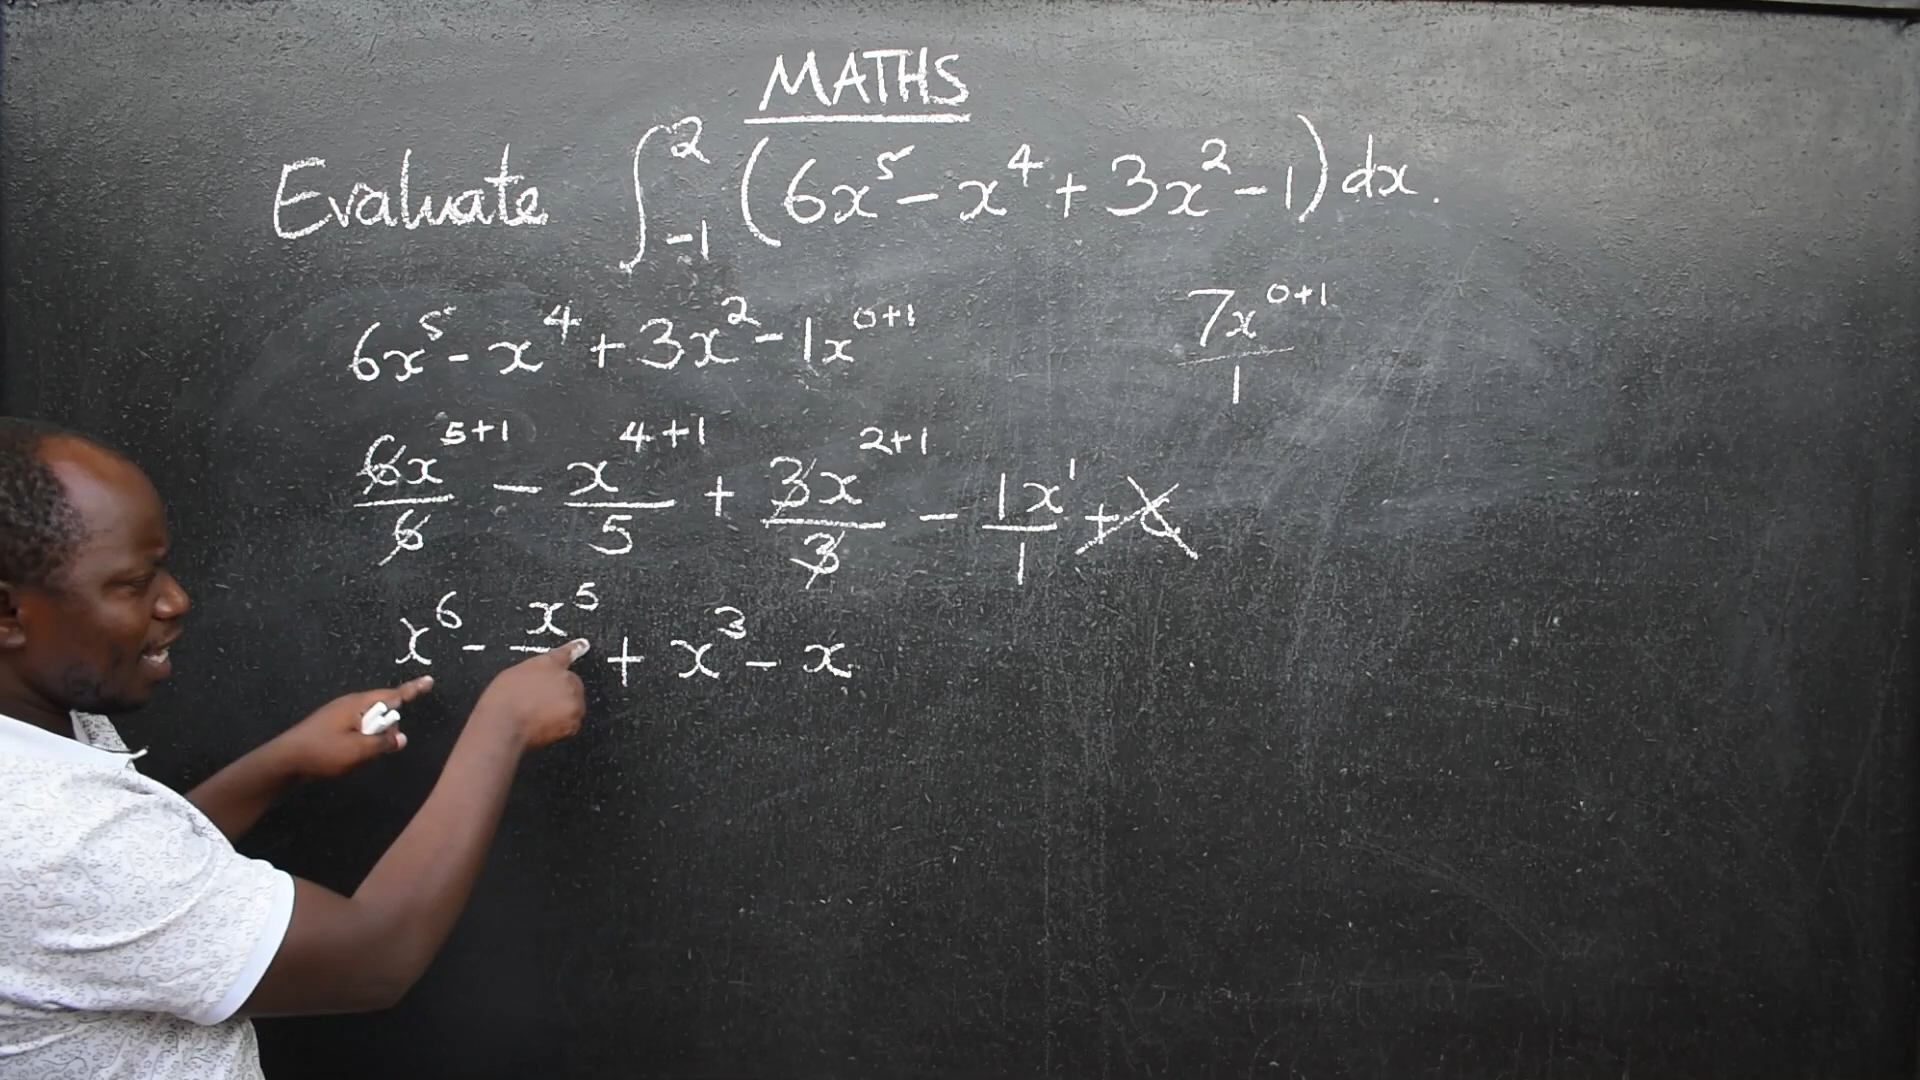 MATHS
Evaluate ∫₋₁² (6x⁵ - x⁴ + 3x² - 1) dx.
6x⁵ - x⁴ + 3x² - 1x⁰⁺¹
7x⁰⁺¹/1
6x⁵⁺¹/6 - x⁴⁺¹/5 + 3x²⁺¹/3 - 1x¹/1 + c
x⁶ - x⁵/ + x³ - x